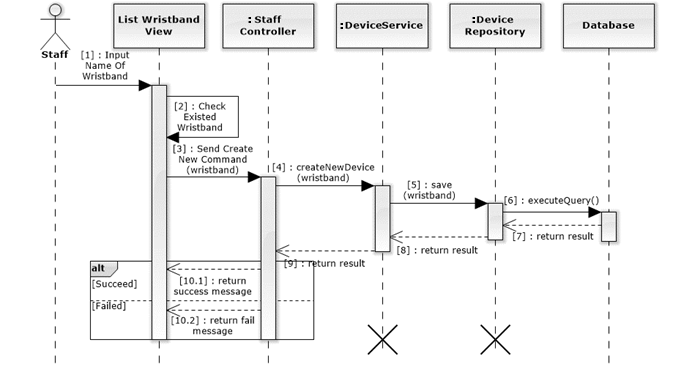 List Wristband
View
: Staff
Controller
:DeviceService
:Device
Repository
Database
Staff
[1] : Input
Name Of
Wristband
[2] : Check
Existed
Wristband
[3] : Send Create
New Command
(wristband)
[4] : createNewDevice
(wristband)
[5] : save
(wristband)
[6] : executeQuery()
[7] : return result
[8] : return result
[9] : return result
alt
[Succeed]
[10.1] : return
success message
[Failed]
[10.2] : return fail
message